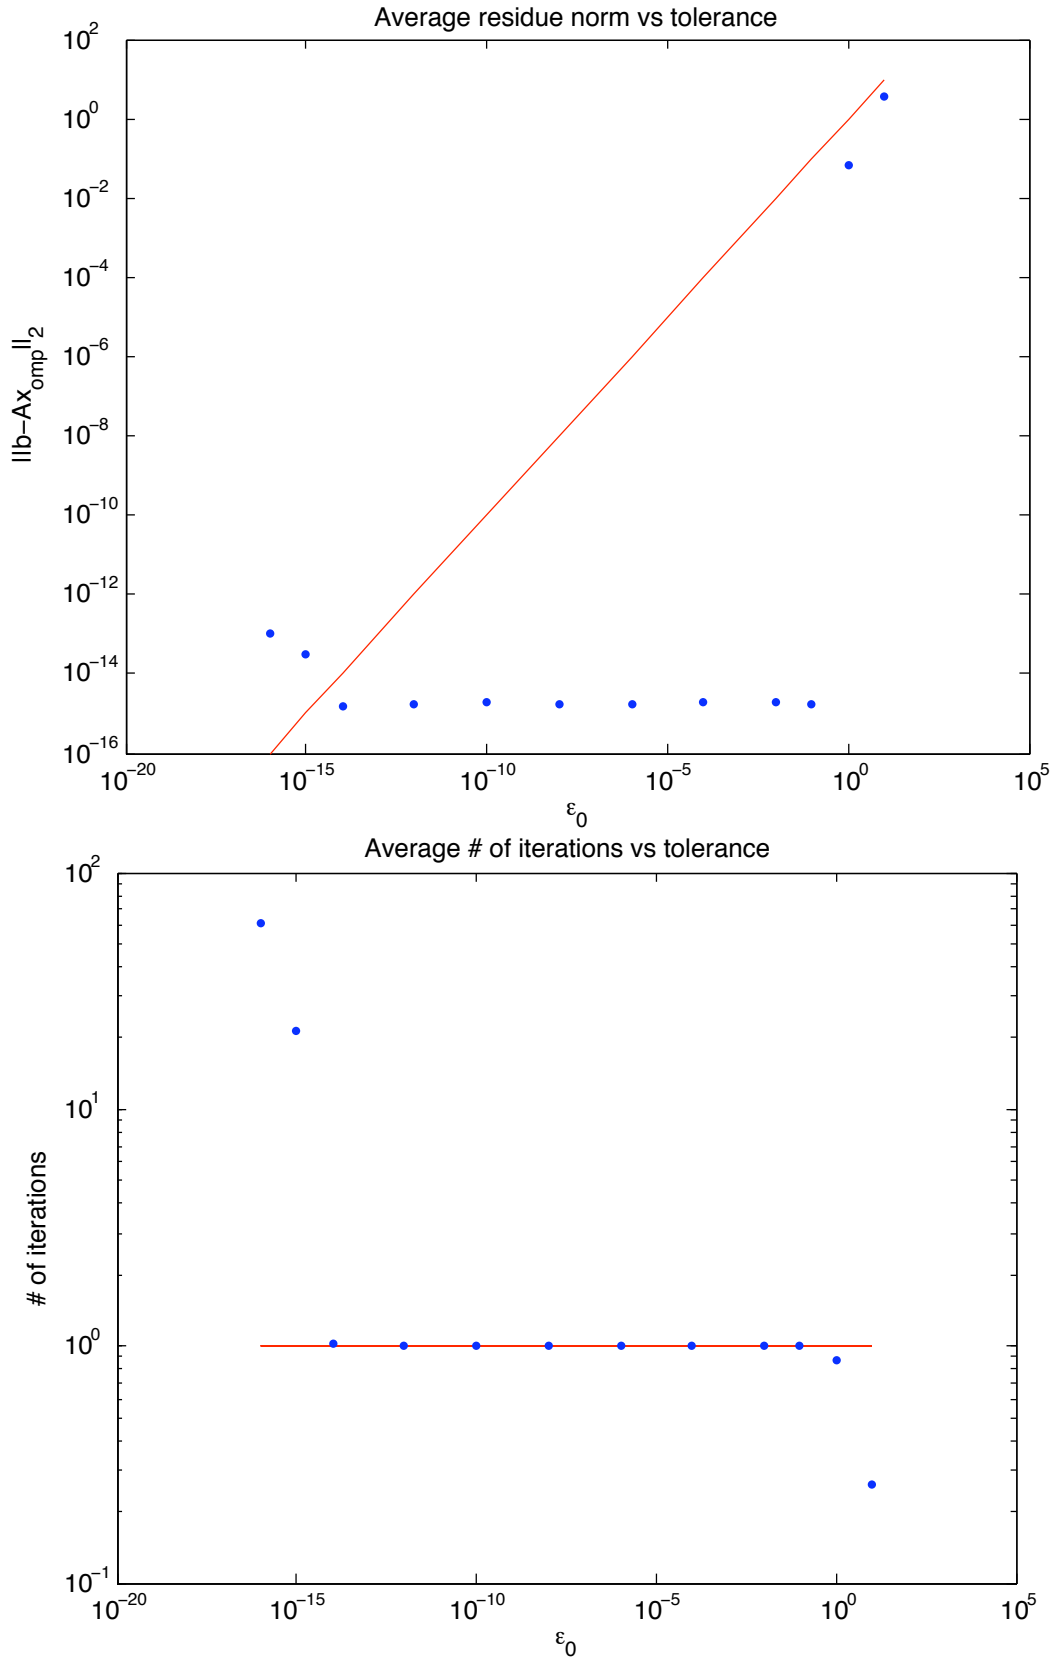 Average residue norm vs tolerance
10^2
10^0
10^−2
10^−4
10^−6
10^−8
10^−10
10^−12
10^−14
10^−16
||b−Ax_omp||_2
10^−20 10^−15 10^−10 10^−5 10^0 10^5
ε_0
Average # of iterations vs tolerance
10^2
10^1
10^0
10^−1
# of iterations
10^−20 10^−15 10^−10 10^−5 10^0 10^5
ε_0